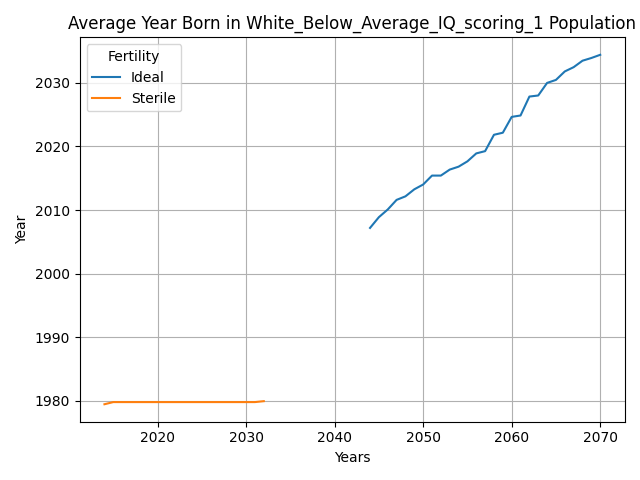 Average Year Born in White_Below_Average_IQ_scoring_1 Population
Fertility
Ideal
Sterile
Year
2030
2020
2010
2000
1990
1980
2020 2030 2040 2050 2060 2070
Years